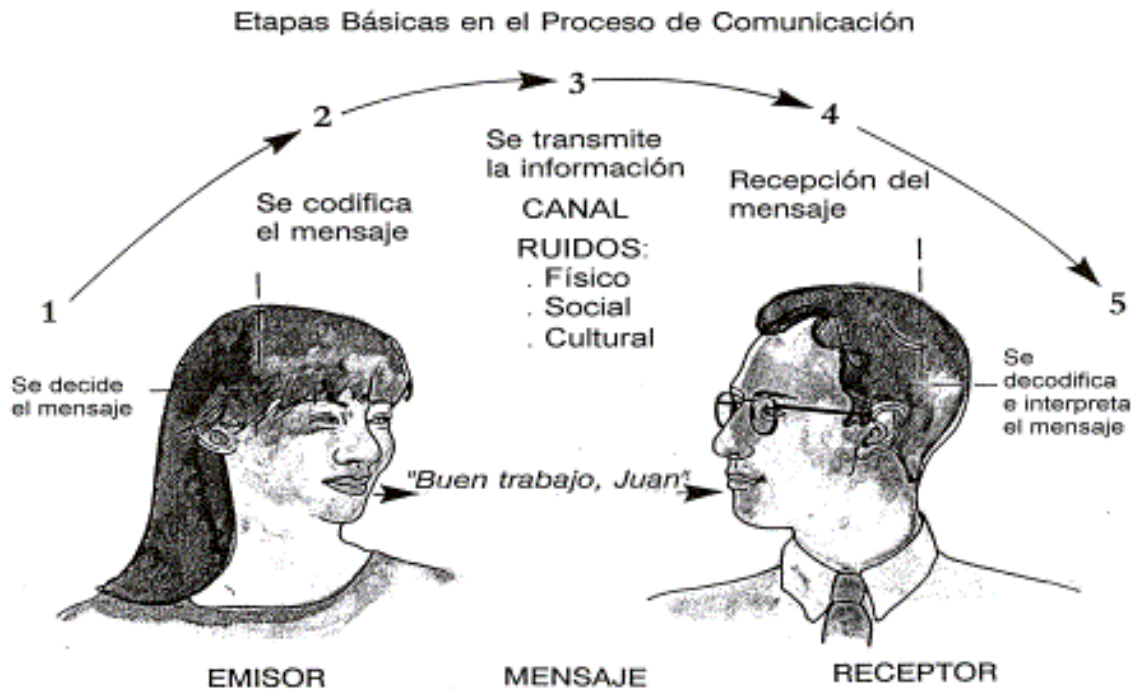 Etapas Básicas en el Proceso de Comunicación
1
Se decide
el mensaje
2
Se codifica
el mensaje
3
Se transmite
la información
CANAL
RUIDOS:
. Físico
. Social
. Cultural
4
Recepción del
mensaje
5
Se
decodifica
e interpreta
el mensaje
"Buen trabajo, Juan"
EMISOR
MENSAJE
RECEPTOR